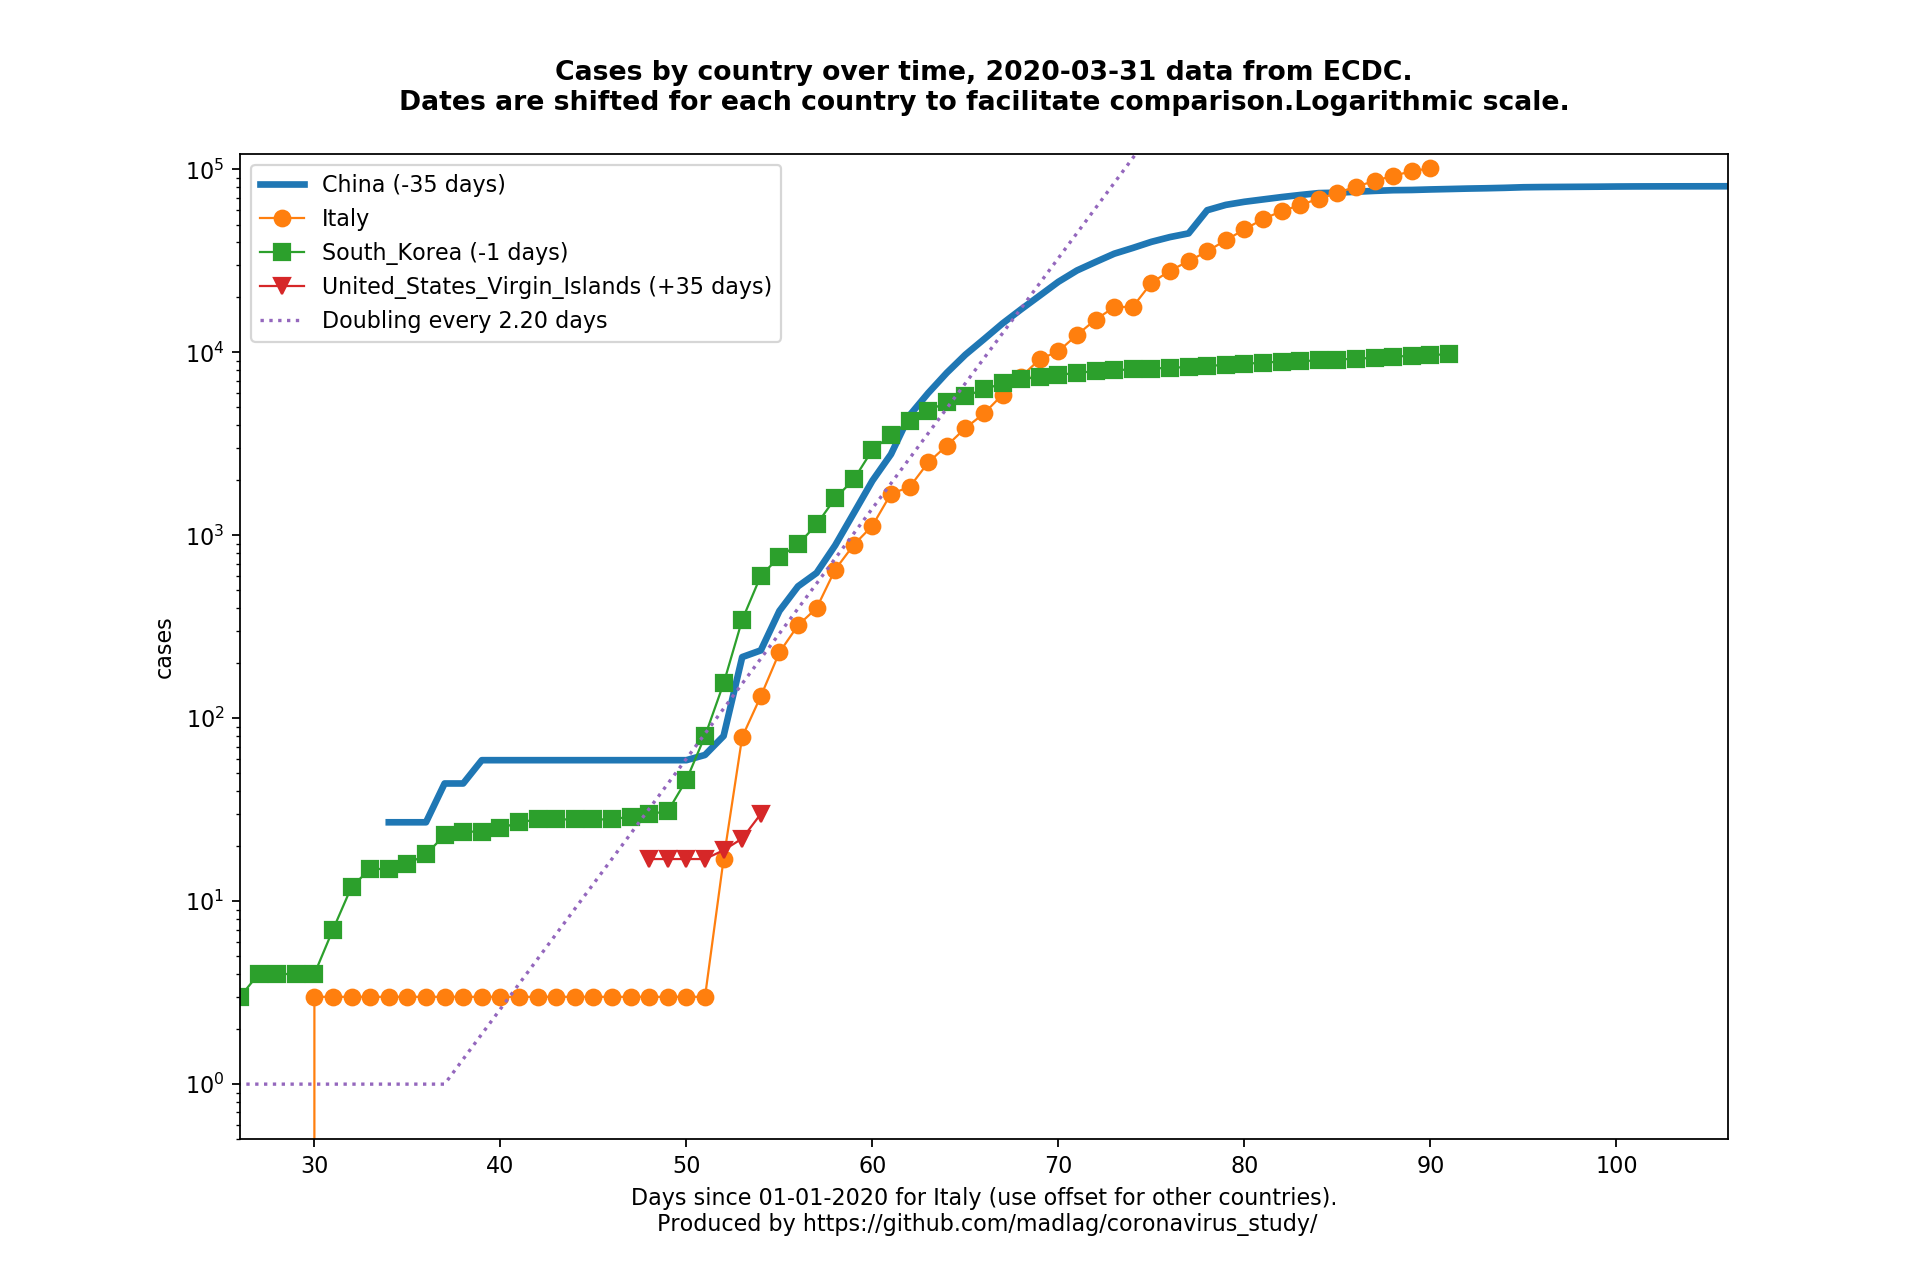 Cases by country over time, 2020-03-31 data from ECDC.
Dates are shifted for each country to facilitate comparison.Logarithmic scale.
China (-35 days)
Italy
South_Korea (-1 days)
United_States_Virgin_Islands (+35 days)
Doubling every 2.20 days
cases
10⁵
10⁴
10³
10²
10¹
10⁰
30 40 50 60 70 80 90 100
Days since 01-01-2020 for Italy (use offset for other countries).
Produced by https://github.com/madlag/coronavirus_study/